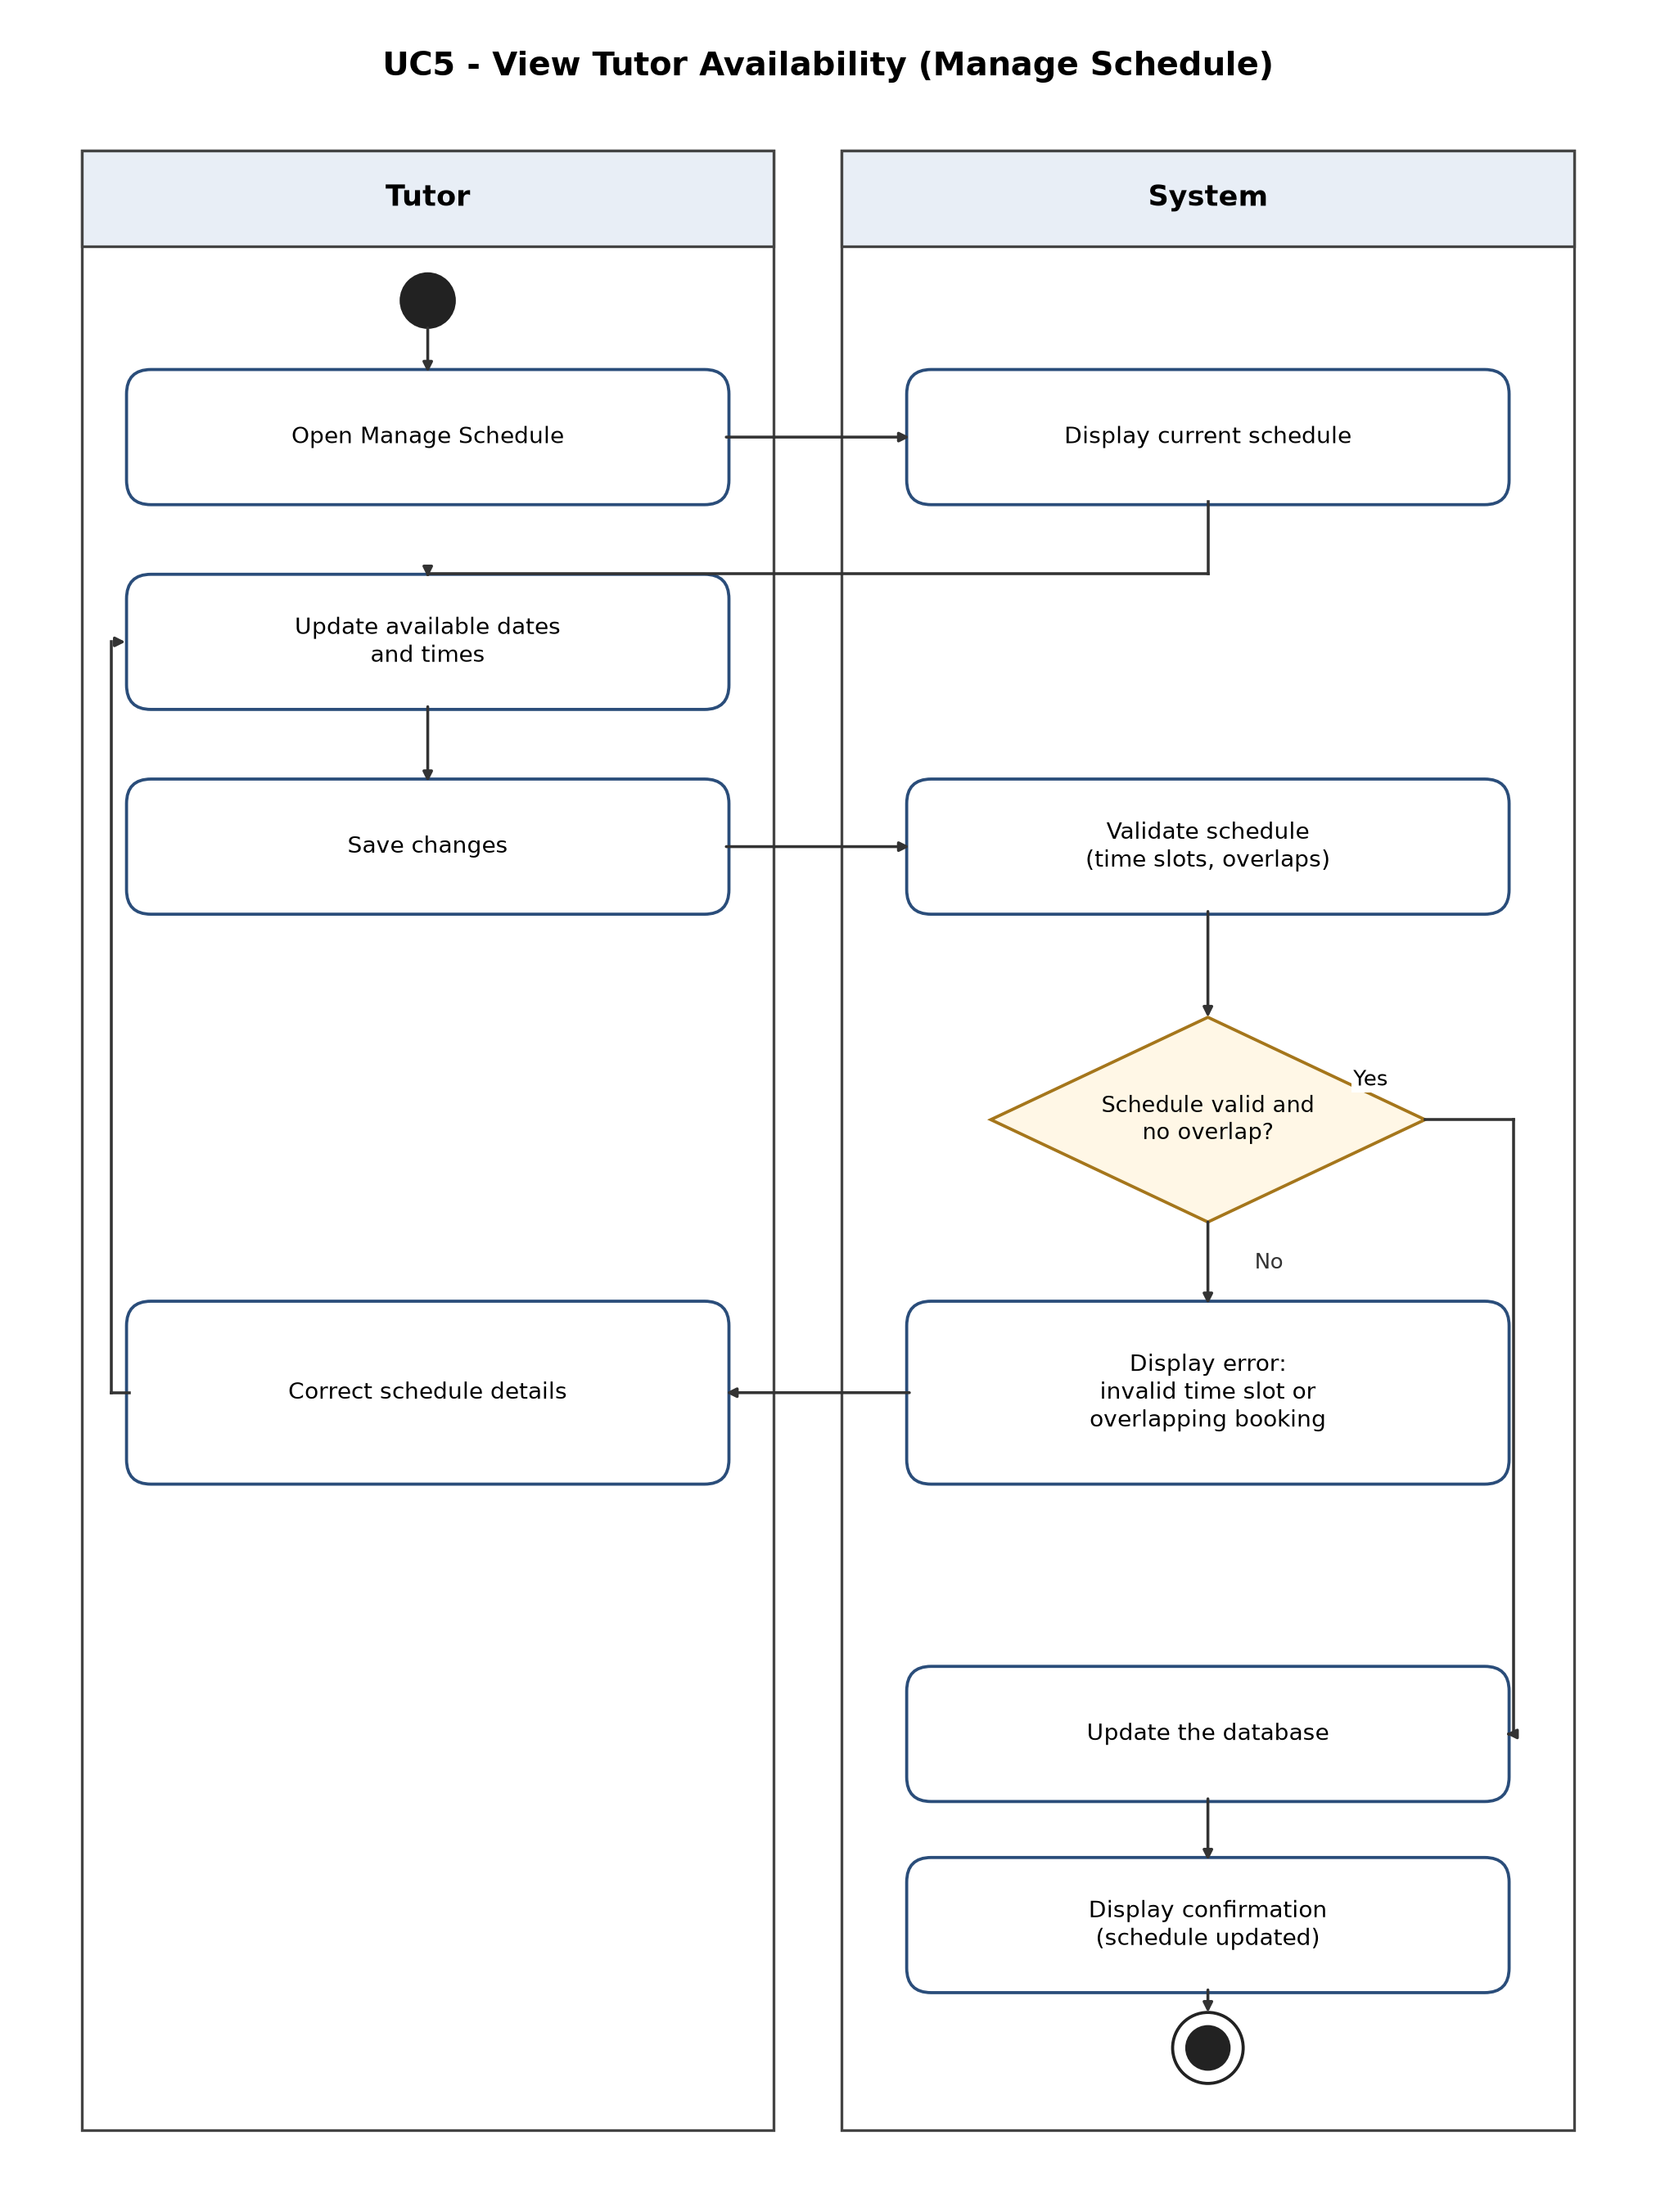 UC5 - View Tutor Availability (Manage Schedule)
Tutor
System
Open Manage Schedule
Display current schedule
Update available dates
and times
Save changes
Validate schedule
(time slots, overlaps)
Yes
Schedule valid and
no overlap?
No
Correct schedule details
Display error:
invalid time slot or
overlapping booking
Update the database
Display confirmation
(schedule updated)